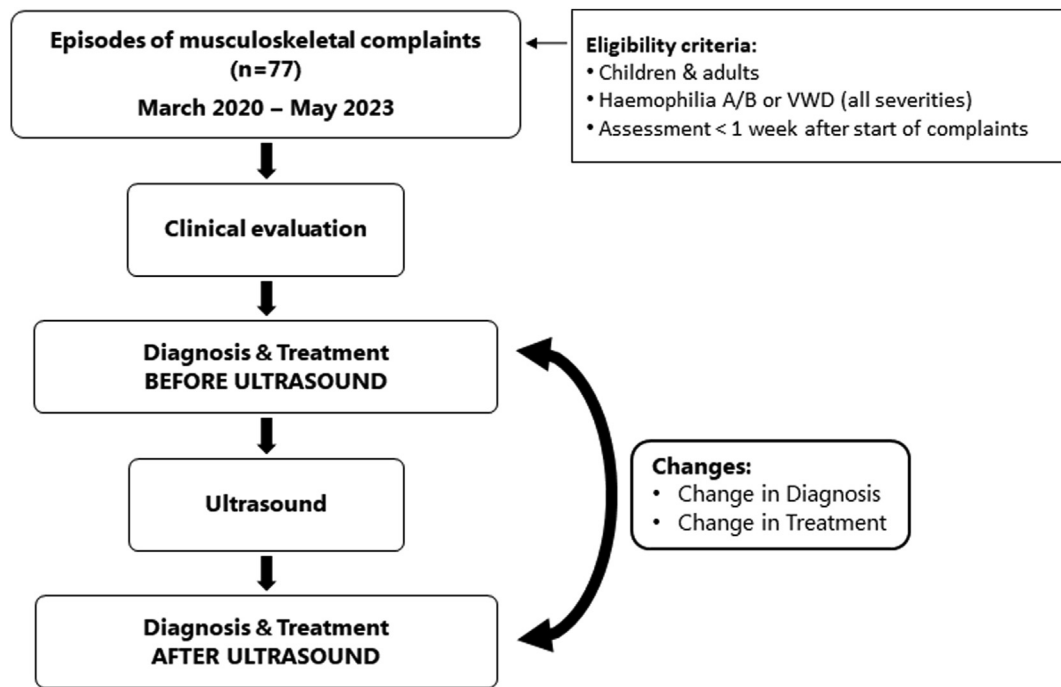 Episodes of musculoskeletal complaints
(n=77)
March 2020 – May 2023
Eligibility criteria:
• Children & adults
• Haemophilia A/B or VWD (all severities)
• Assessment < 1 week after start of complaints
Clinical evaluation
Diagnosis & Treatment
BEFORE ULTRASOUND
Ultrasound
Changes:
• Change in Diagnosis
• Change in Treatment
Diagnosis & Treatment
AFTER ULTRASOUND